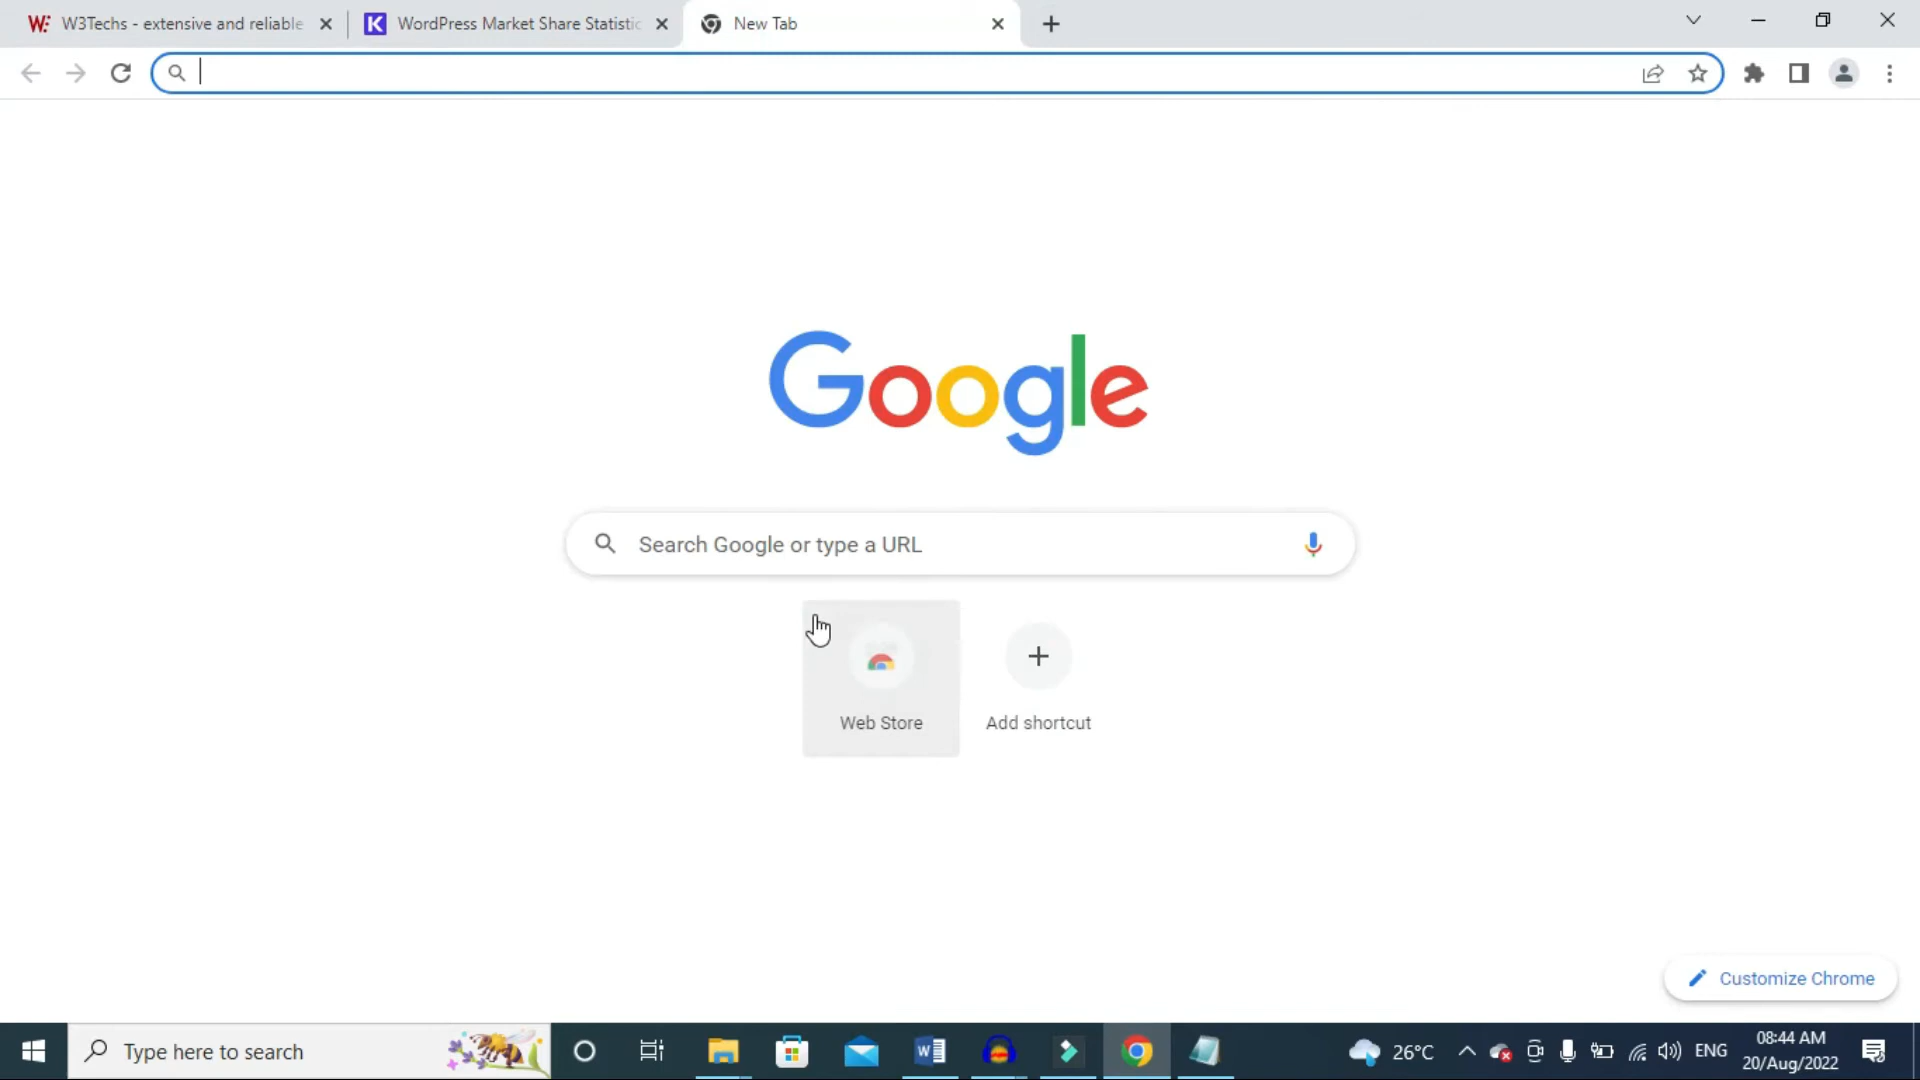 W3Techs - extensive and reliable
WordPress Market Share Statistic
New Tab
Google
Search Google or type a URL
Web Store
Add shortcut
Customize Chrome
Type here to search
26°C
ENG
08:44 AM
20/Aug/2022